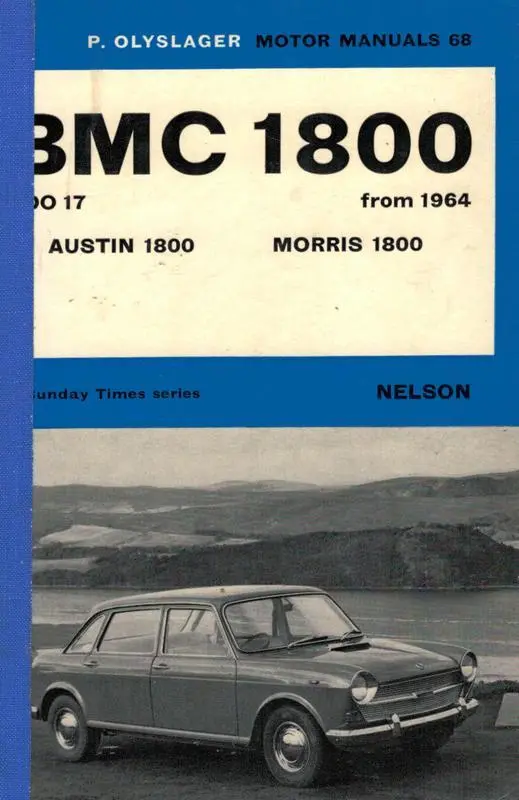 P. OLYSLAGER MOTOR MANUALS 68
BMC 1800
DO 17 from 1964
AUSTIN 1800 MORRIS 1800
Sunday Times series NELSON